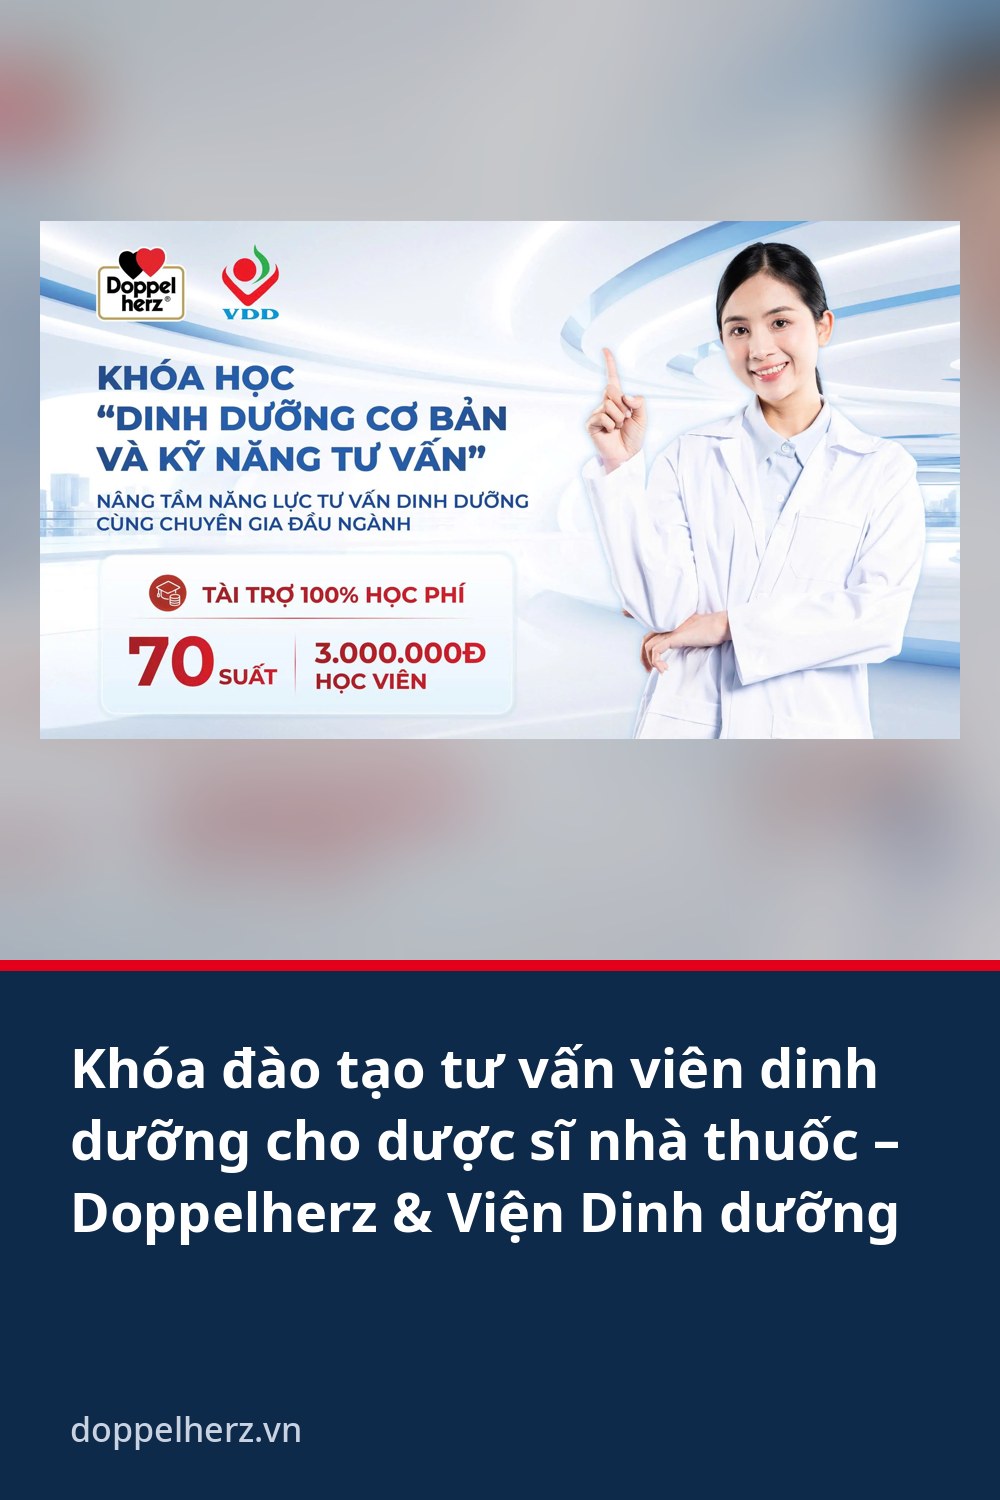 Doppel
herz®
VDD
KHÓA HỌC
“DINH DƯỠNG CƠ BẢN
VÀ KỸ NĂNG TƯ VẤN”
NÂNG TẦM NĂNG LỰC TƯ VẤN DINH DƯỠNG
CÙNG CHUYÊN GIA ĐẦU NGÀNH
TÀI TRỢ 100% HỌC PHÍ
70 SUẤT
3.000.000Đ
HỌC VIÊN
Khóa đào tạo tư vấn viên dinh
dưỡng cho dược sĩ nhà thuốc –
Doppelherz & Viện Dinh dưỡng
doppelherz.vn